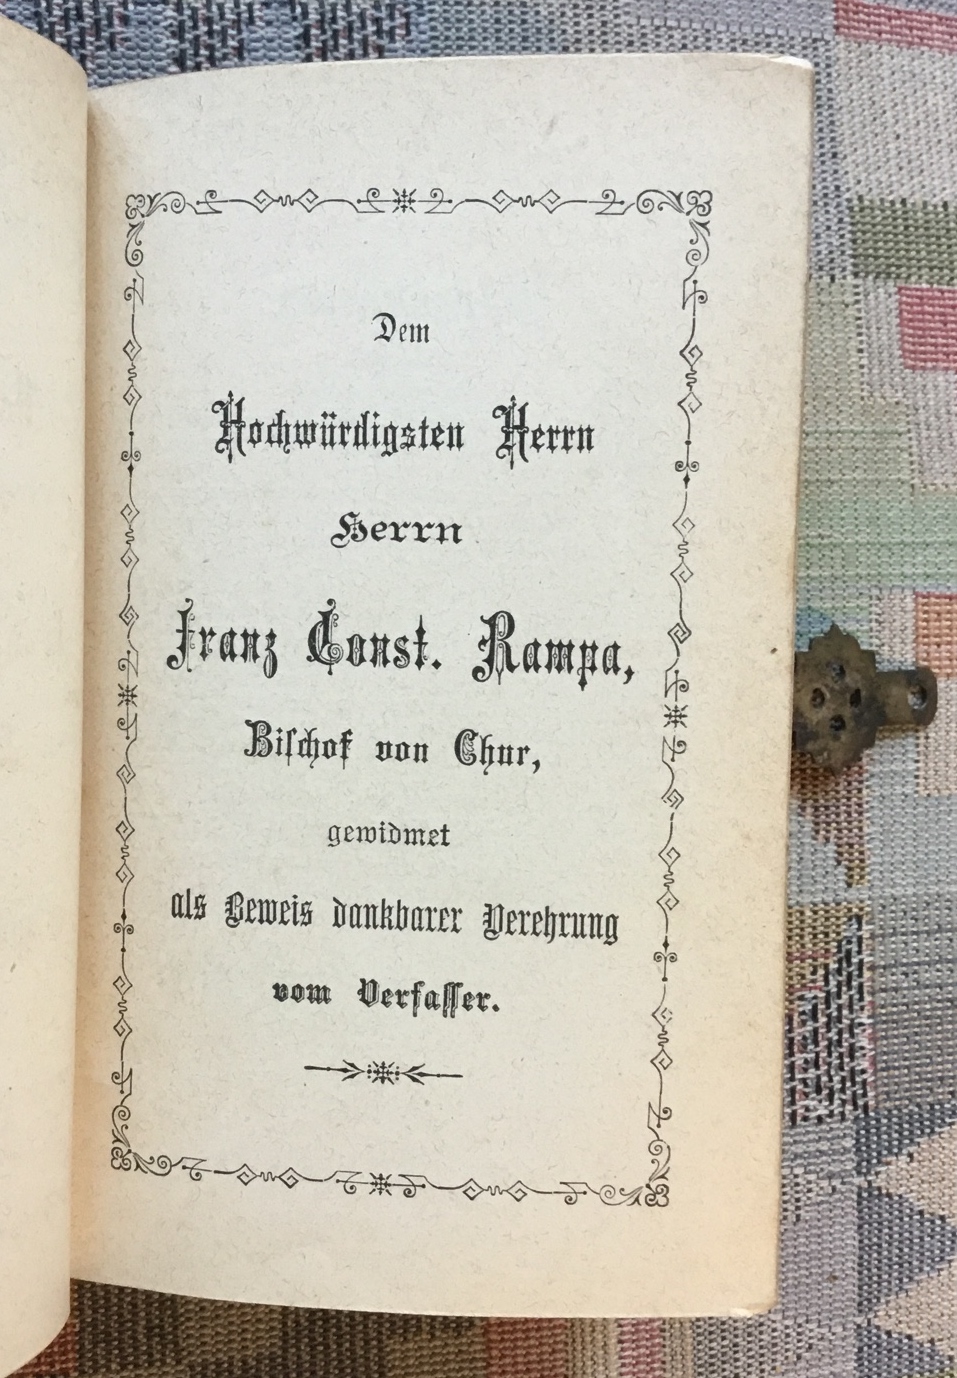 Dem
Hochwürdigsten Herrn
Herrn
Franz Const. Rampa,
Bischof von Chur,
gewidmet
als Beweis dankbarer Verehrung
vom Verfasser.